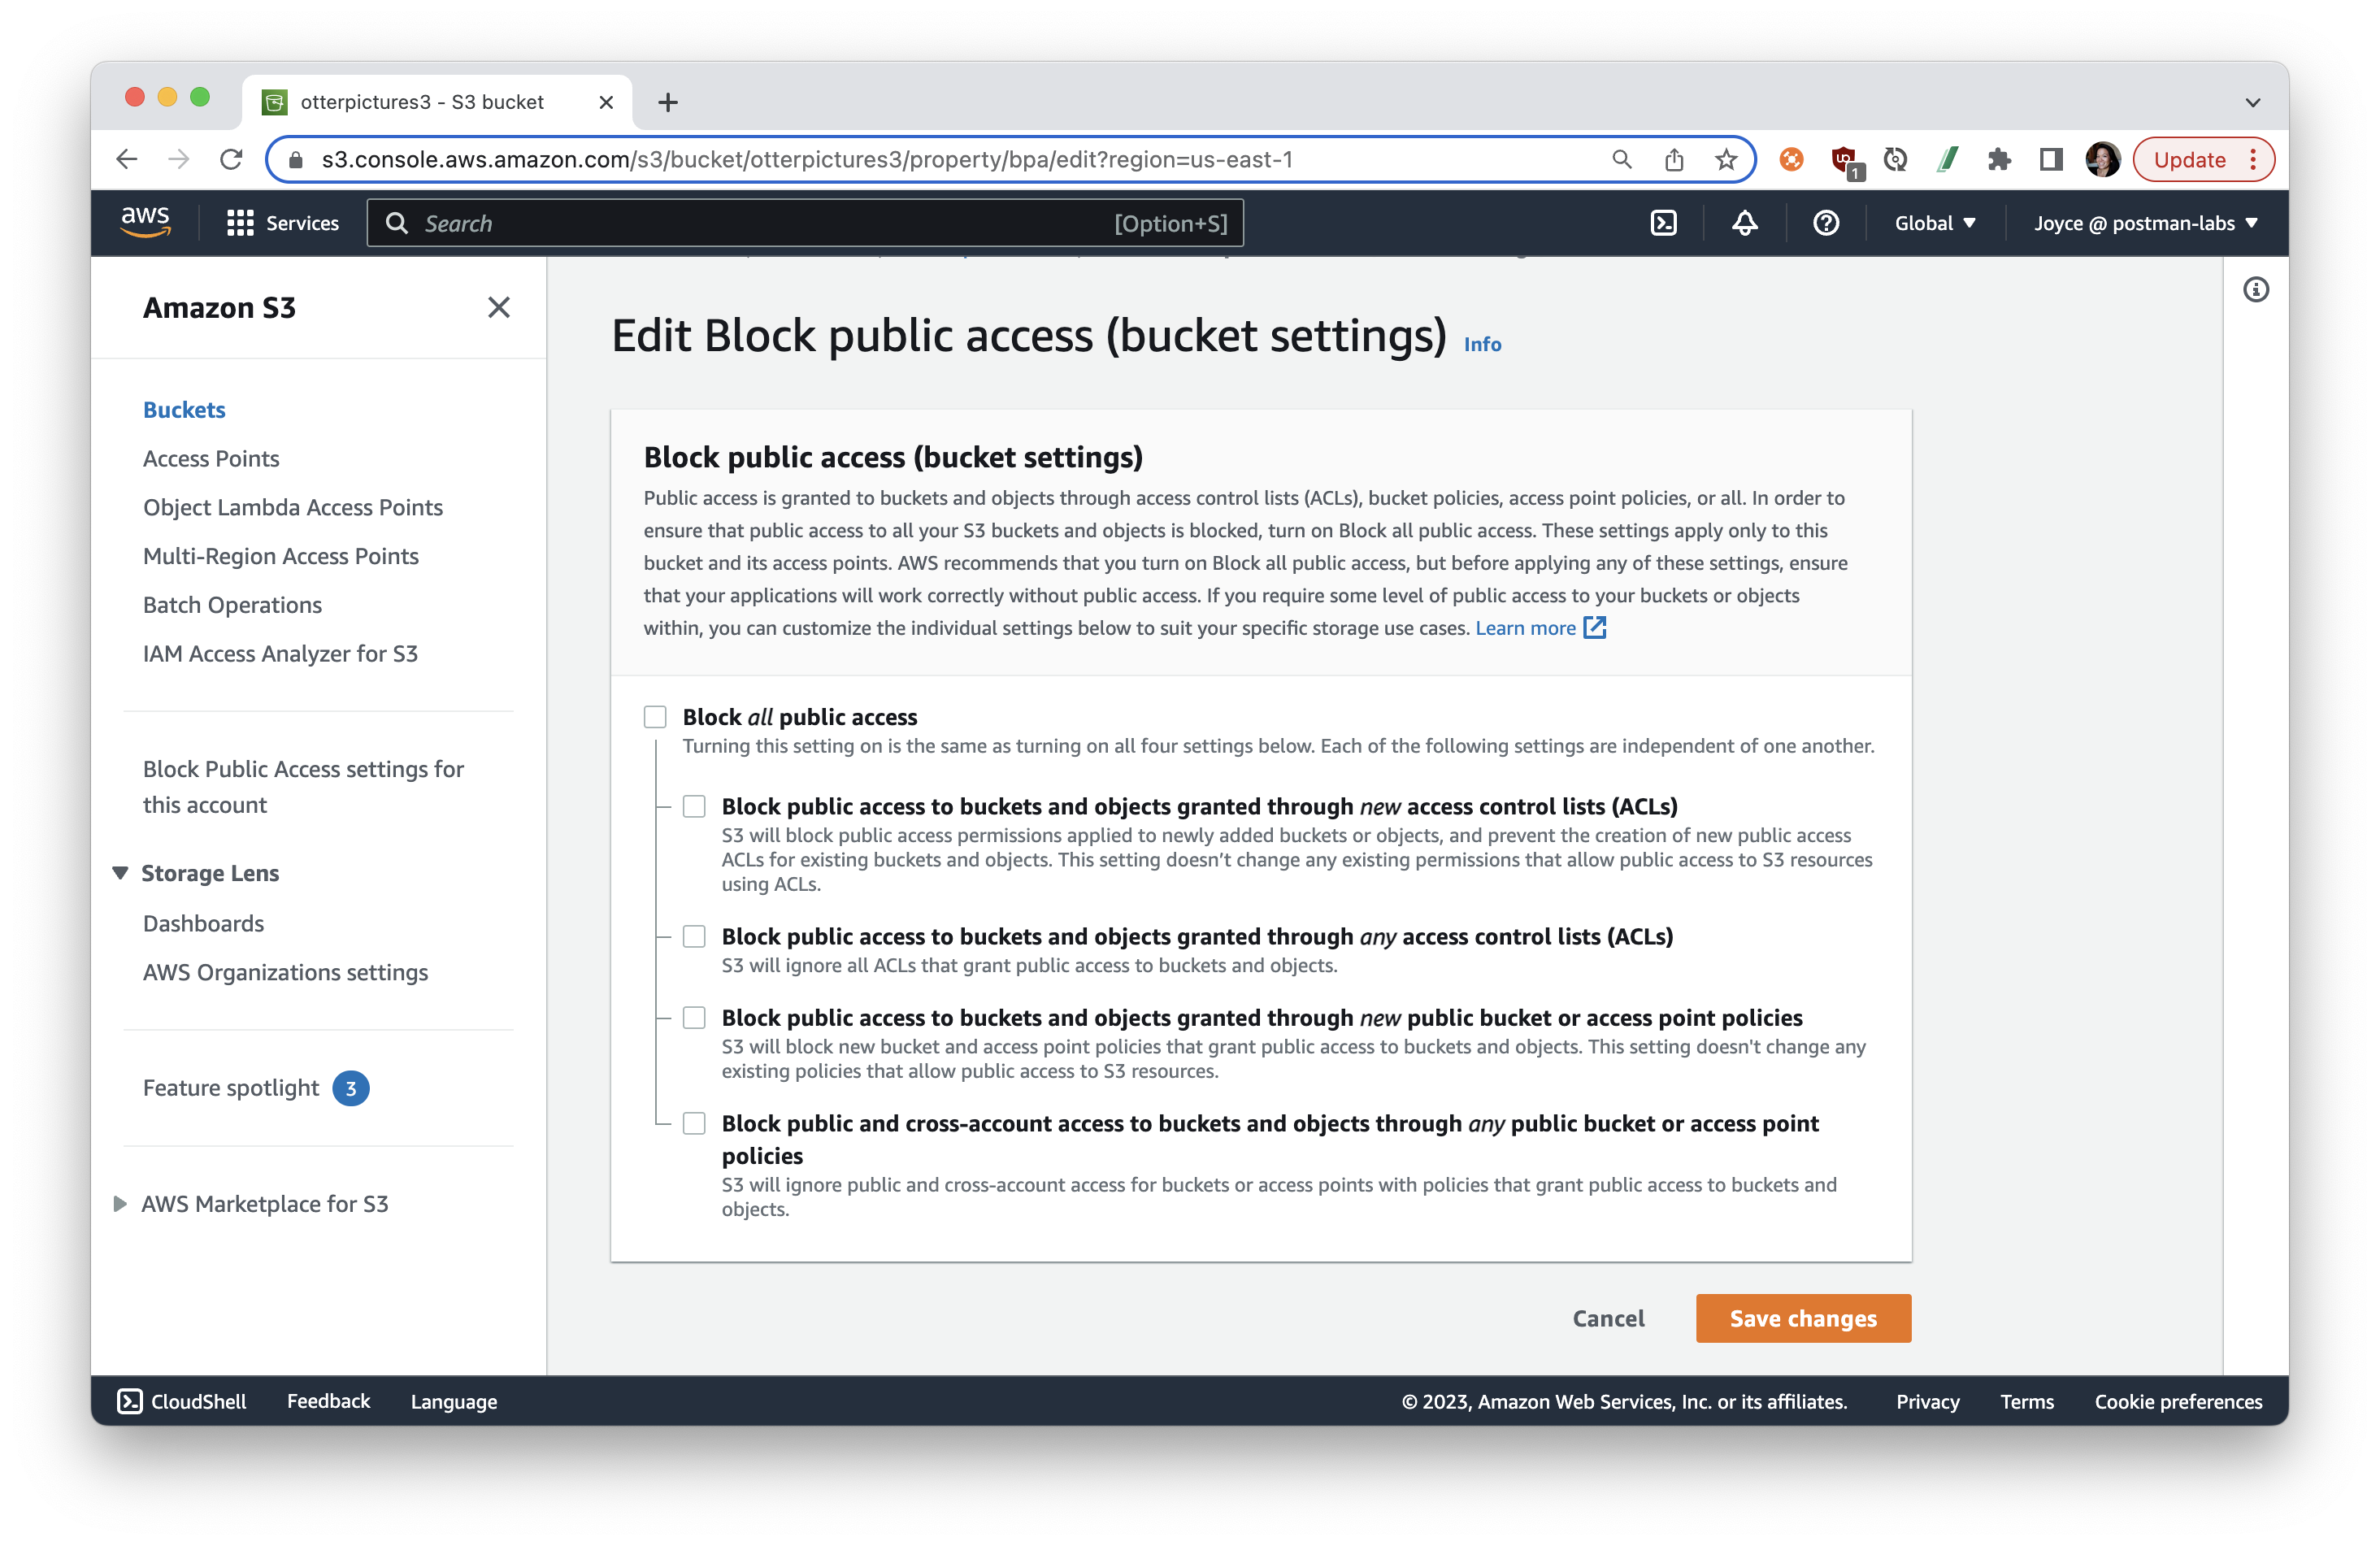 otterpictures3 - S3 bucket
s3.console.aws.amazon.com/s3/bucket/otterpictures3/property/bpa/edit?region=us-east-1
1
Update
aws
Services
Search
[Option+S]
Global
Joyce @ postman-labs
Amazon S3
Buckets
Access Points
Object Lambda Access Points
Multi-Region Access Points
Batch Operations
IAM Access Analyzer for S3
Block Public Access settings for
this account
Storage Lens
Dashboards
AWS Organizations settings
Feature spotlight 3
AWS Marketplace for S3
Edit Block public access (bucket settings) Info
Block public access (bucket settings)
Public access is granted to buckets and objects through access control lists (ACLs), bucket policies, access point policies, or all. In order to
ensure that public access to all your S3 buckets and objects is blocked, turn on Block all public access. These settings apply only to this
bucket and its access points. AWS recommends that you turn on Block all public access, but before applying any of these settings, ensure
that your applications will work correctly without public access. If you require some level of public access to your buckets or objects
within, you can customize the individual settings below to suit your specific storage use cases. Learn more
Block all public access
Turning this setting on is the same as turning on all four settings below. Each of the following settings are independent of one another.
Block public access to buckets and objects granted through new access control lists (ACLs)
S3 will block public access permissions applied to newly added buckets or objects, and prevent the creation of new public access
ACLs for existing buckets and objects. This setting doesn’t change any existing permissions that allow public access to S3 resources
using ACLs.
Block public access to buckets and objects granted through any access control lists (ACLs)
S3 will ignore all ACLs that grant public access to buckets and objects.
Block public access to buckets and objects granted through new public bucket or access point policies
S3 will block new bucket and access point policies that grant public access to buckets and objects. This setting doesn't change any
existing policies that allow public access to S3 resources.
Block public and cross-account access to buckets and objects through any public bucket or access point
policies
S3 will ignore public and cross-account access for buckets or access points with policies that grant public access to buckets and
objects.
Cancel
Save changes
CloudShell
Feedback
Language
© 2023, Amazon Web Services, Inc. or its affiliates.
Privacy
Terms
Cookie preferences